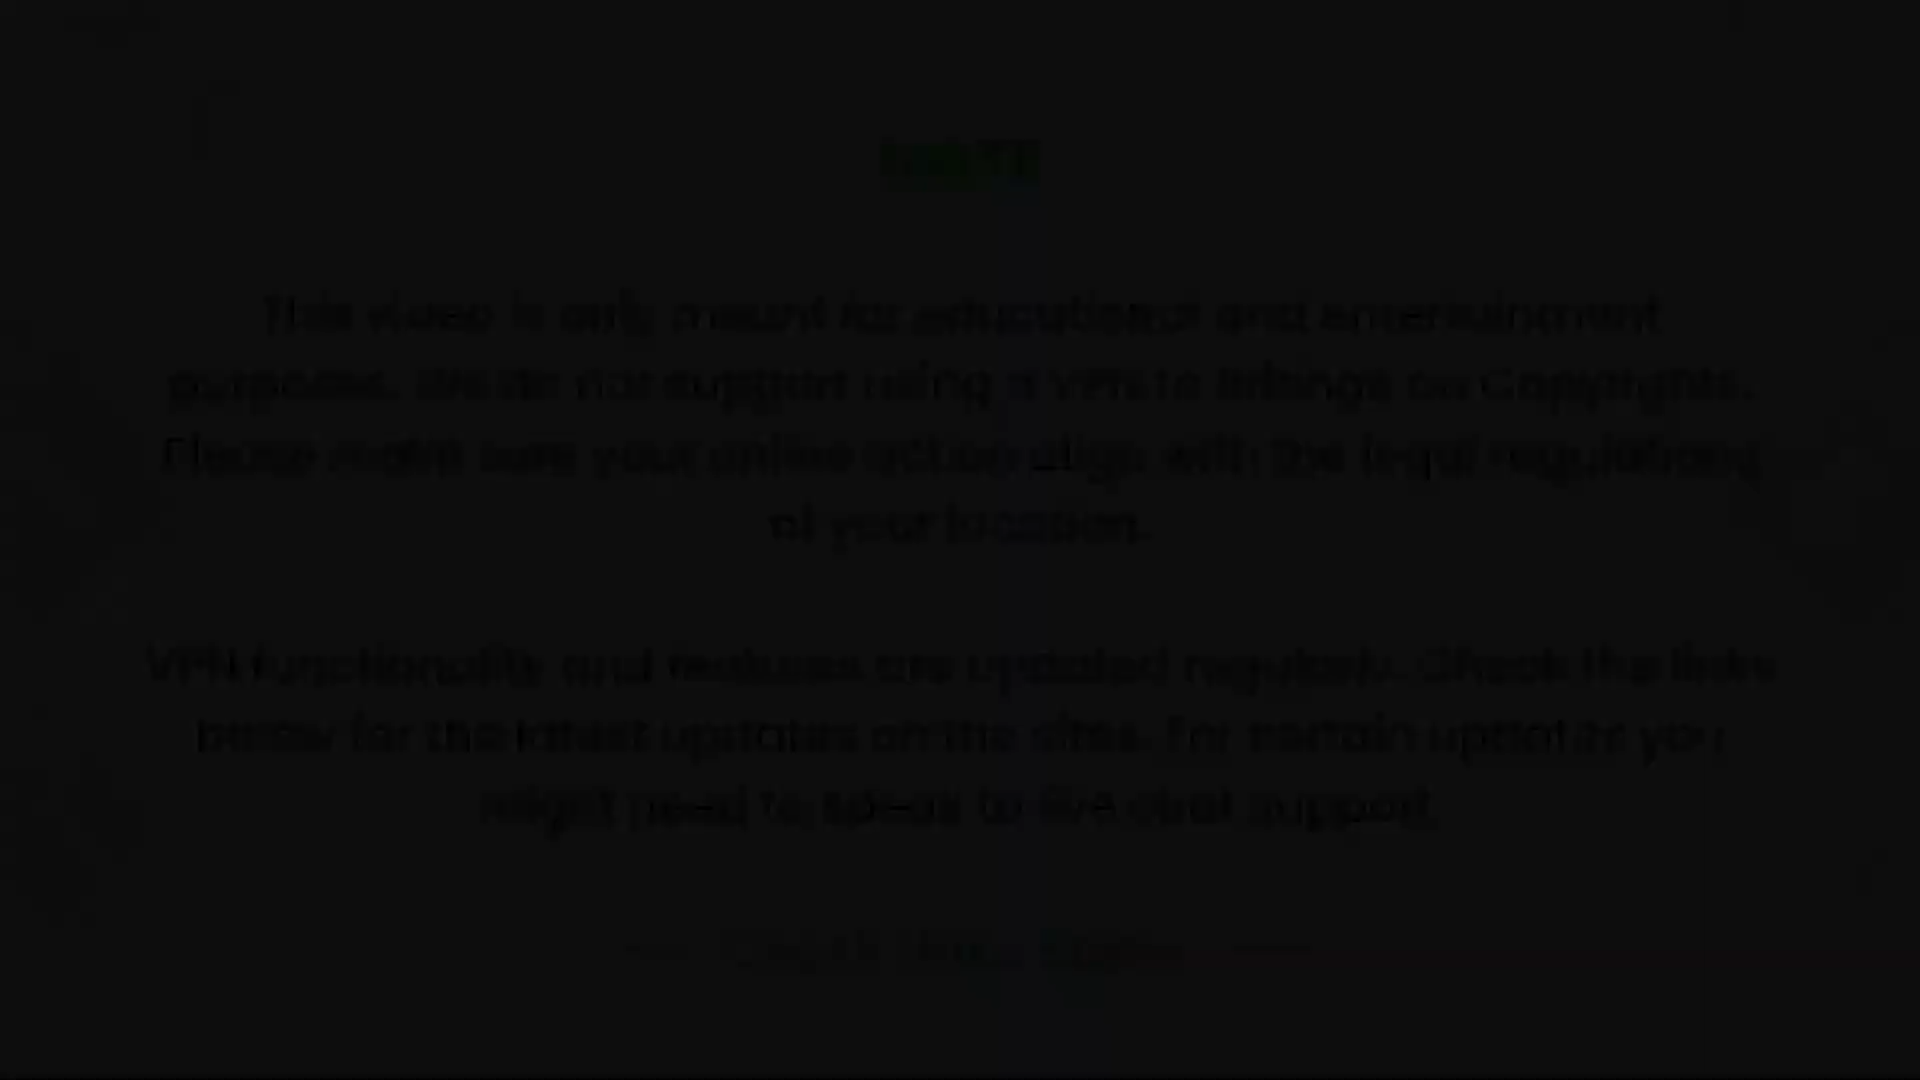 NOTE
This video is only meant for educational and entertainment
purposes. We do not support using a VPN to infringe on Copyrights.
Please make sure your online action align with the legal regulations
of your location.
VPN functionality and features are updated regularly. Check the links
below for the latest updates on the sites. For certain updates you
might need to speak to live chat support.